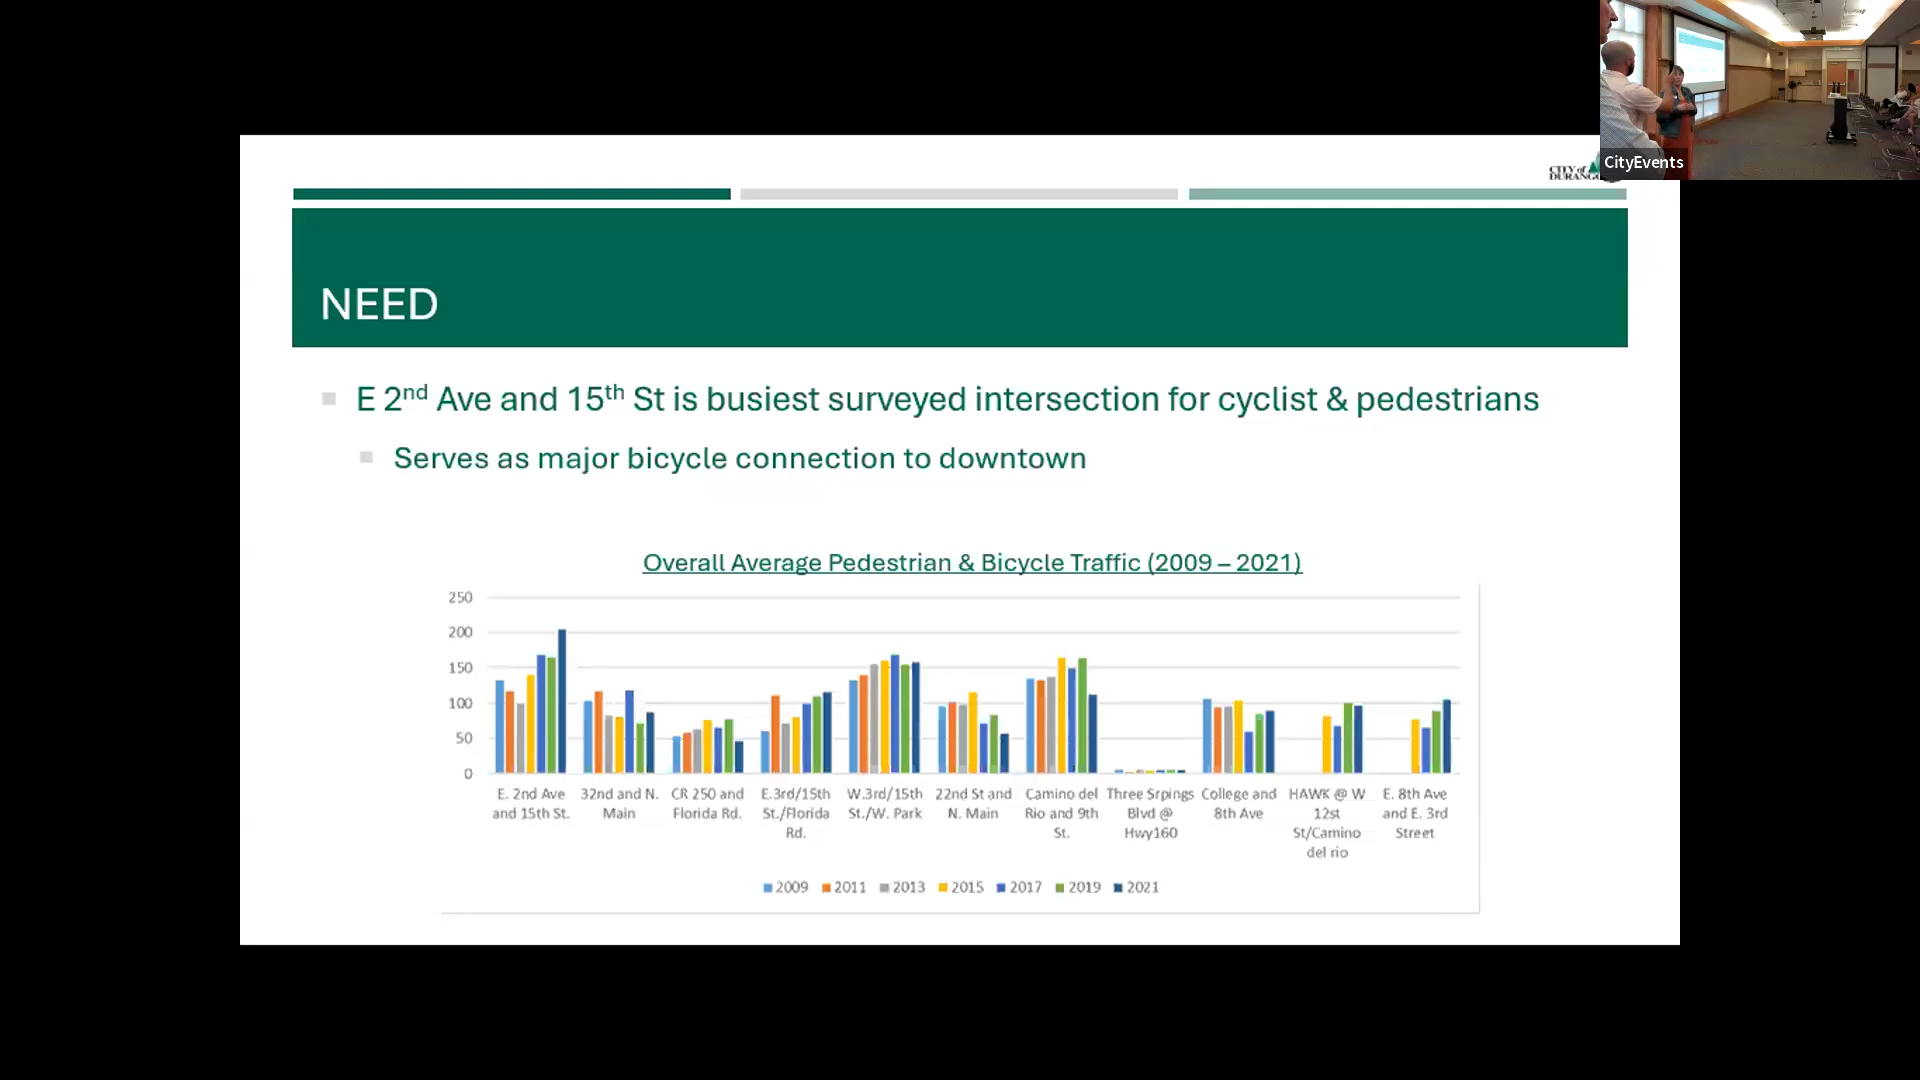 CityEvents
CITY of
DURANGO
NEED
E 2nd Ave and 15th St is busiest surveyed intersection for cyclist & pedestrians
Serves as major bicycle connection to downtown
Overall Average Pedestrian & Bicycle Traffic (2009 – 2021)
250
200
150
100
50
0
E. 2nd Ave and 15th St.
32nd and N. Main
CR 250 and Florida Rd.
E.3rd/15th St./Florida Rd.
W.3rd/15th St./W. Park
22nd St and N. Main
Camino del Rio and 9th St.
Three Srpings Blvd @ Hwy160
College and 8th Ave
HAWK @ W 12st St/Camino del rio
E. 8th Ave and E. 3rd Street
2009 2011 2013 2015 2017 2019 2021